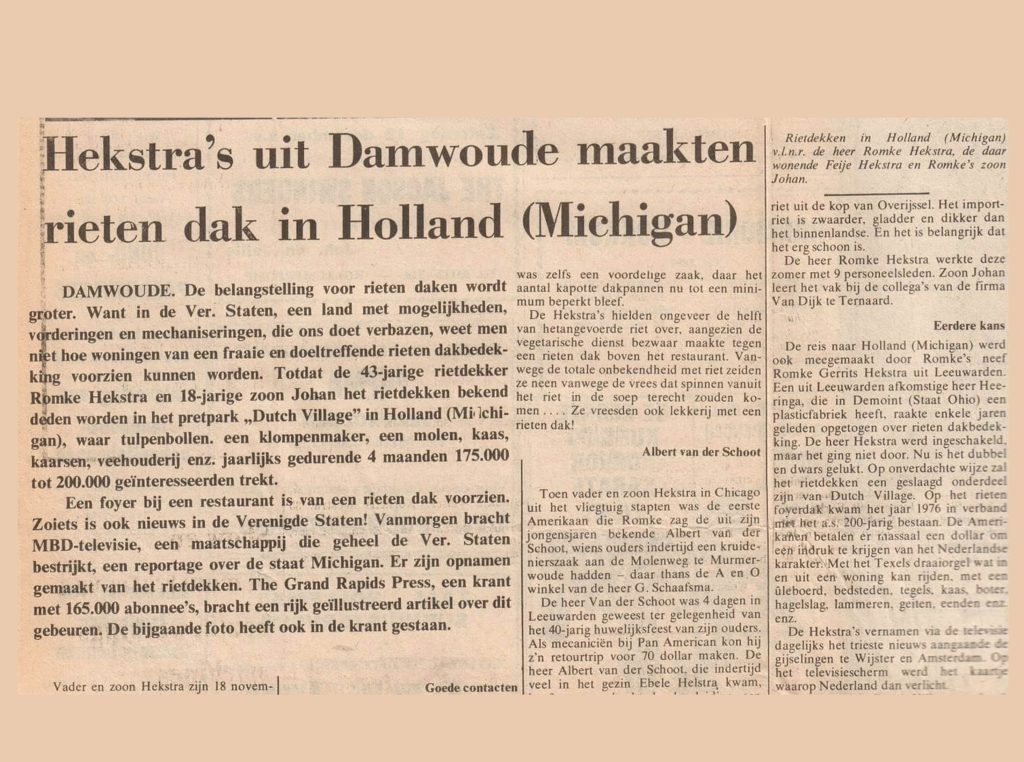 Hekstra's uit Damwoude maakten
rieten dak in Holland (Michigan)
DAMWOUDE. De belangstelling voor rieten daken wordt
groter. Want in de Ver. Staten, een land met mogelijkheden,
vorderingen en mechaniseringen, die ons doet verbazen, weet men
niet hoe woningen van een fraaie en doeltreffende rieten dakbedek-
king voorzien kunnen worden. Totdat de 43-jarige rietdekker
Romke Hekstra en 18-jarige zoon Johan het rietdekken bekend
deden worden in het pretpark „Dutch Village" in Holland (Michi-
gan), waar tulpenbollen. een klompenmaker, een molen, kaas,
kaarsen, veehouderij enz. jaarlijks gedurende 4 maanden 175.000
tot 200.000 geïnteresseerden trekt.
Een foyer bij een restaurant is van een rieten dak voorzien.
Zoiets is ook nieuws in de Verenigde Staten! Vanmorgen bracht
MBD-televisie, een maatschappij die geheel de Ver. Staten
bestrijkt, een reportage over de staat Michigan. Er zijn opnamen
gemaakt van het rietdekken. The Grand Rapids Press, een krant
met 165.000 abonnee's, bracht een rijk geïllustreerd artikel over dit
gebeuren. De bijgaande foto heeft ook in de krant gestaan.
Vader en zoon Hekstra zijn 18 novem-
Goede contacten
was zelfs een voordelige zaak, daar het
aantal kapotte dakpannen nu tot een mini-
mum beperkt bleef.
De Hekstra's hielden ongeveer de helft
van hetangevoerde riet over, aangezien de
vegetarische dienst bezwaar maakte tegen
een rieten dak boven het restaurant. Van-
wege de totale onbekendheid met riet zeiden
ze neen vanwege de vrees dat spinnen vanuit
het riet in de soep terecht zouden ko-
men . . . . Ze vreesden ook lekkerij met een
rieten dak!
Albert van der Schoot
Toen vader en zoon Hekstra in Chicago
uit het vliegtuig stapten was de eerste
Amerikaan die Romke zag de uit zijn
jongensjaren bekende Albert van der
Schoot, wiens ouders indertijd een kruide-
nierszaak aan de Molenweg te Murmer-
woude hadden – daar thans de A en O
winkel van de heer G. Schaafsma.
De heer Van der Schoot was 4 dagen in
Leeuwarden geweest ter gelegenheid van
het 40-jarig huwelijksfeest van zijn ouders.
Als mecaniciën bij Pan American kon hij
z'n retourtrip voor 70 dollar maken. De
heer Albert van der Schoot, die indertijd
veel in het gezin Ebele Helstra kwam,
Rietdekken in Holland (Michigan)
v.l.n.r. de heer Romke Hekstra, de daar
wonende Feije Hekstra en Romke's zoon
Johan.
riet uit de kop van Overijssel. Het import-
riet is zwaarder, gladder en dikker dan
het binnenlandse. En het is belangrijk dat
het erg schoon is.
De heer Romke Hekstra werkte deze
zomer met 9 personeelsleden. Zoon Johan
leert het vak bij de collega's van de firma
Van Dijk te Ternaard.
Eerdere kans
De reis naar Holland (Michigan) werd
ook meegemaakt door Romke's neef
Romke Gerrits Hekstra uit Leeuwarden.
Een uit Leeuwarden afkomstige heer Hee-
ringa, die in Demoint (Staat Ohio) een
plasticfabriek heeft, raakte enkele jaren
geleden opgetogen over rieten dakbedek-
king. De heer Hekstra werd ingeschakeld,
maar het ging niet door. Nu is het dubbel
en dwars gelukt. Op onverdachte wijze zal
het rietdekken een geslaagd onderdeel
zijn van Dutch Village. Op het rieten
foyerdak kwam het jaar 1976 in verband
met het a.s. 200-jarig bestaan. De Ameri-
kanen betalen er massaal een dollar om
een indruk te krijgen van het Nederlandse
karakter. Met het Texels draaiorgel wat in
en uit een woning kan rijden, met een
ûleboerd, bedsteden, tegels, kaas, boter,
hagelslag, lammeren, geiten, eenden enz.
enz.
De Hekstra's vernamen via de televisie
dagelijks het trieste nieuws aangaande de
gijselingen te Wijster en Amsterdam. Op
het televisiescherm werd het kaartje
waarop Nederland dan verlicht